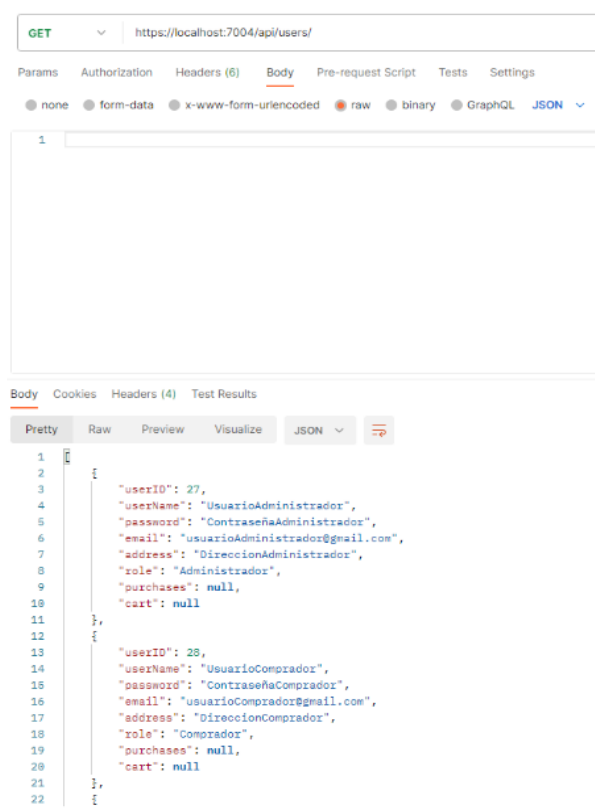 GET https://localhost:7004/api/users/
Params Authorization Headers (6) Body Pre-request Script Tests Settings
none form-data x-www-form-urlencoded raw binary GraphQL JSON
1
Body Cookies Headers (4) Test Results
Pretty Raw Preview Visualize JSON
1 [
2 {
3 "userID": 27,
4 "userName": "UsuarioAdministrador",
5 "password": "ContraseñaAdministrador",
6 "email": "usuarioAdministrador@gmail.com",
7 "address": "DireccionAdministrador",
8 "role": "Administrador",
9 "purchases": null,
10 "cart": null
11 },
12 {
13 "userID": 28,
14 "userName": "UsuarioComprador",
15 "password": "ContraseñaComprador",
16 "email": "usuarioComprador@gmail.com",
17 "address": "DireccionComprador",
18 "role": "Comprador",
19 "purchases": null,
20 "cart": null
21 },
22 {